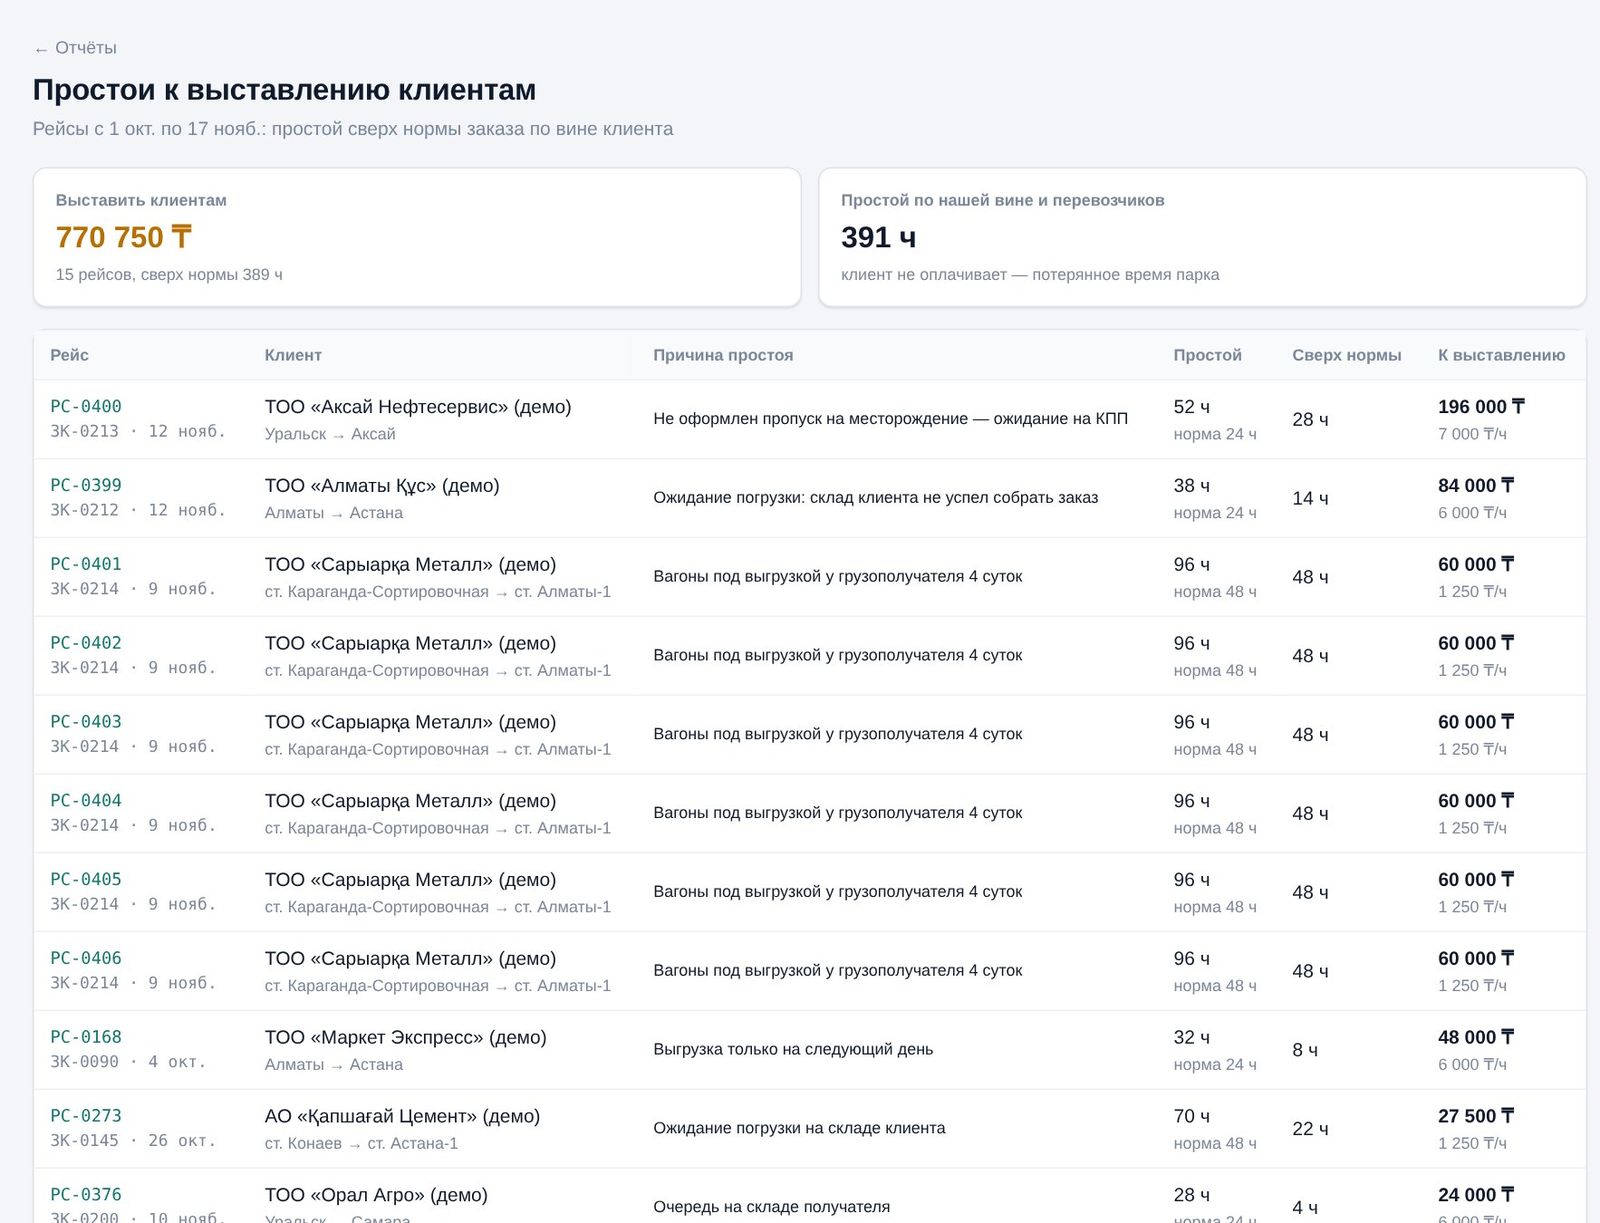 ← Отчёты
Простои к выставлению клиентам
Рейсы с 1 окт. по 17 нояб.: простой сверх нормы заказа по вине клиента
Выставить клиентам
770 750 ₸
15 рейсов, сверх нормы 389 ч
Простой по нашей вине и перевозчиков
391 ч
клиент не оплачивает — потерянное время парка
Рейс Клиент Причина простоя Простой Сверх нормы К выставлению
РС-0400 ТОО «Аксай Нефтесервис» (демо) Не оформлен пропуск на месторождение — ожидание на КПП 52 ч 28 ч 196 000 ₸
ЗК-0213 · 12 нояб. Уральск → Аксай норма 24 ч 7 000 ₸/ч
РС-0399 ТОО «Алматы Құс» (демо) Ожидание погрузки: склад клиента не успел собрать заказ 38 ч 14 ч 84 000 ₸
ЗК-0212 · 12 нояб. Алматы → Астана норма 24 ч 6 000 ₸/ч
РС-0401 ТОО «Сарыарқа Металл» (демо) Вагоны под выгрузкой у грузополучателя 4 суток 96 ч 48 ч 60 000 ₸
ЗК-0214 · 9 нояб. ст. Караганда-Сортировочная → ст. Алматы-1 норма 48 ч 1 250 ₸/ч
РС-0402 ТОО «Сарыарқа Металл» (демо) Вагоны под выгрузкой у грузополучателя 4 суток 96 ч 48 ч 60 000 ₸
ЗК-0214 · 9 нояб. ст. Караганда-Сортировочная → ст. Алматы-1 норма 48 ч 1 250 ₸/ч
РС-0403 ТОО «Сарыарқа Металл» (демо) Вагоны под выгрузкой у грузополучателя 4 суток 96 ч 48 ч 60 000 ₸
ЗК-0214 · 9 нояб. ст. Караганда-Сортировочная → ст. Алматы-1 норма 48 ч 1 250 ₸/ч
РС-0404 ТОО «Сарыарқа Металл» (демо) Вагоны под выгрузкой у грузополучателя 4 суток 96 ч 48 ч 60 000 ₸
ЗК-0214 · 9 нояб. ст. Караганда-Сортировочная → ст. Алматы-1 норма 48 ч 1 250 ₸/ч
РС-0405 ТОО «Сарыарқа Металл» (демо) Вагоны под выгрузкой у грузополучателя 4 суток 96 ч 48 ч 60 000 ₸
ЗК-0214 · 9 нояб. ст. Караганда-Сортировочная → ст. Алматы-1 норма 48 ч 1 250 ₸/ч
РС-0406 ТОО «Сарыарқа Металл» (демо) Вагоны под выгрузкой у грузополучателя 4 суток 96 ч 48 ч 60 000 ₸
ЗК-0214 · 9 нояб. ст. Караганда-Сортировочная → ст. Алматы-1 норма 48 ч 1 250 ₸/ч
РС-0168 ТОО «Маркет Экспресс» (демо) Выгрузка только на следующий день 32 ч 8 ч 48 000 ₸
ЗК-0090 · 4 окт. Алматы → Астана норма 24 ч 6 000 ₸/ч
РС-0273 АО «Қапшағай Цемент» (демо) Ожидание погрузки на складе клиента 70 ч 22 ч 27 500 ₸
ЗК-0145 · 26 окт. ст. Конаев → ст. Астана-1 норма 48 ч 1 250 ₸/ч
РС-0376 ТОО «Орал Агро» (демо) Очередь на складе получателя 28 ч 4 ч 24 000 ₸
ЗК-0200 · 10 нояб. Уральск → Самара норма 24 ч 6 000 ₸/ч